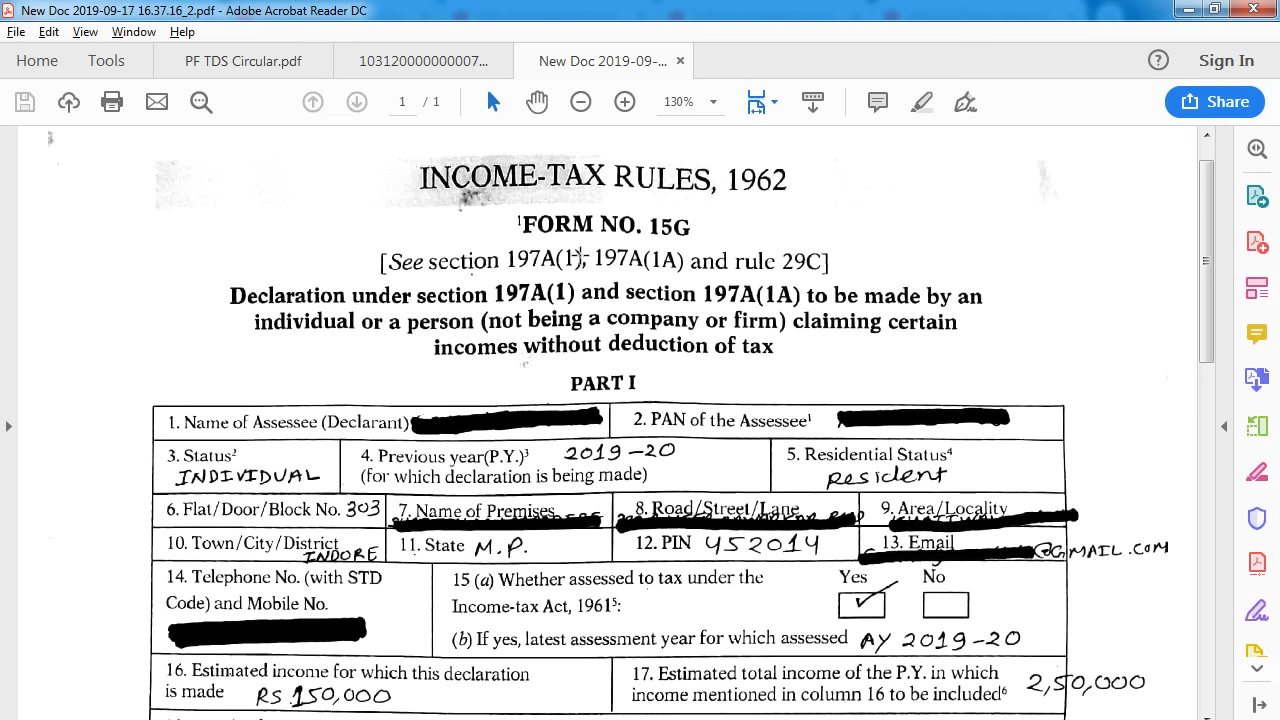 New Doc 2019-09-17 16.37.16_2.pdf - Adobe Acrobat Reader DC
File Edit View Window Help
Home Tools PF TDS Circular.pdf 103120000000007... New Doc 2019-09-... × ? Sign In
1 / 1 130% Share
INCOME-TAX RULES, 1962
¹FORM NO. 15G
[See section 197A(1), 197A(1A) and rule 29C]
Declaration under section 197A(1) and section 197A(1A) to be made by an
individual or a person (not being a company or firm) claiming certain
incomes without deduction of tax
PART I
1. Name of Assessee (Declarant) 2. PAN of the Assessee¹
3. Status² INDIVIDUAL
4. Previous year(P.Y.)³ 2019-20
(for which declaration is being made)
5. Residential Status⁴
Resident
6. Flat/Door/Block No. 303 7. Name of Premises 8. Road/Street/Lane 9. Area/Locality
10. Town/City/District INDORE 11. State M.P. 12. PIN 452014 13. Email @GMAIL.COM
14. Telephone No. (with STD
Code) and Mobile No.
15 (a) Whether assessed to tax under the
Income-tax Act, 1961⁵:
Yes No
(b) If yes, latest assessment year for which assessed AY 2019-20
16. Estimated income for which this declaration
is made RS.150,000
17. Estimated total income of the P.Y. in which
income mentioned in column 16 to be included⁶ 2,50,000